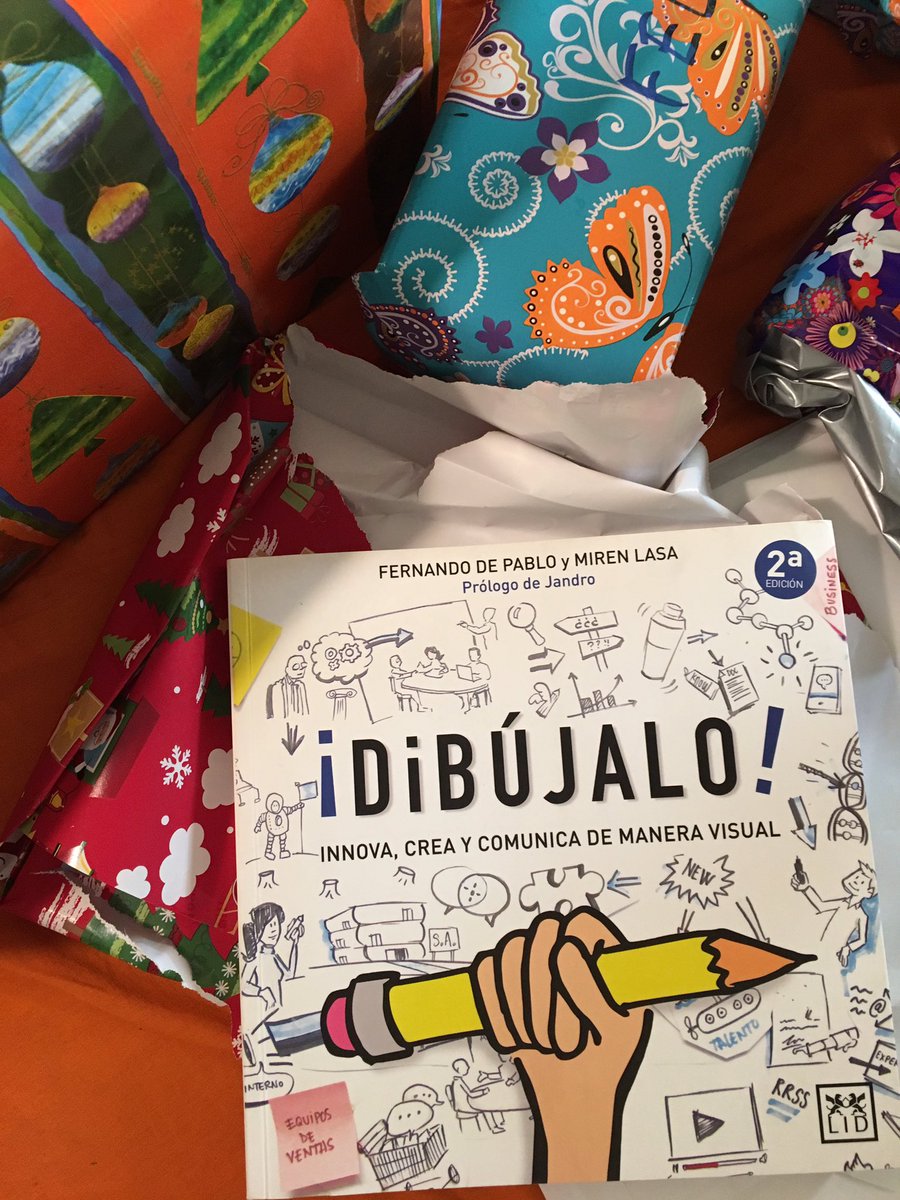 FERNANDO DE PABLO y MIREN LASA
Prólogo de Jandro
2ª
EDICIÓN
BUSINESS
¿¿¿
??!!
DOC
¡DiBÚJALO!
INNOVA, CREA Y COMUNICA DE MANERA VISUAL
NEW
S.A.
TALENTO
@
INTERNO
EQUIPOS
DE
VENTAS
RRSS
LID